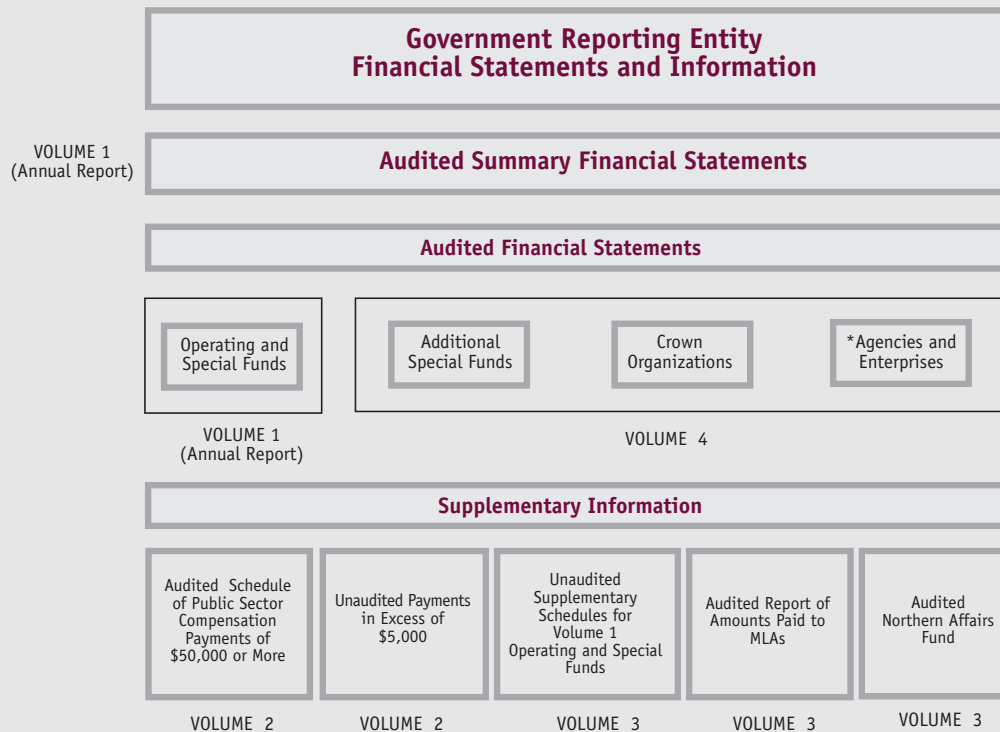 Government Reporting Entity
Financial Statements and Information
VOLUME 1
(Annual Report)
Audited Summary Financial Statements
Audited Financial Statements
Operating and
Special Funds
Additional
Special Funds
Crown
Organizations
*Agencies and
Enterprises
VOLUME 1
(Annual Report)
VOLUME 4
Supplementary Information
Audited Schedule
of Public Sector
Compensation
Payments of
$50,000 or More
Unaudited Payments
in Excess of
$5,000
Unaudited
Supplementary
Schedules for
Volume 1
Operating and Special
Funds
Audited Report of
Amounts Paid to
MLAs
Audited
Northern Affairs
Fund
VOLUME 2
VOLUME 2
VOLUME 3
VOLUME 3
VOLUME 3